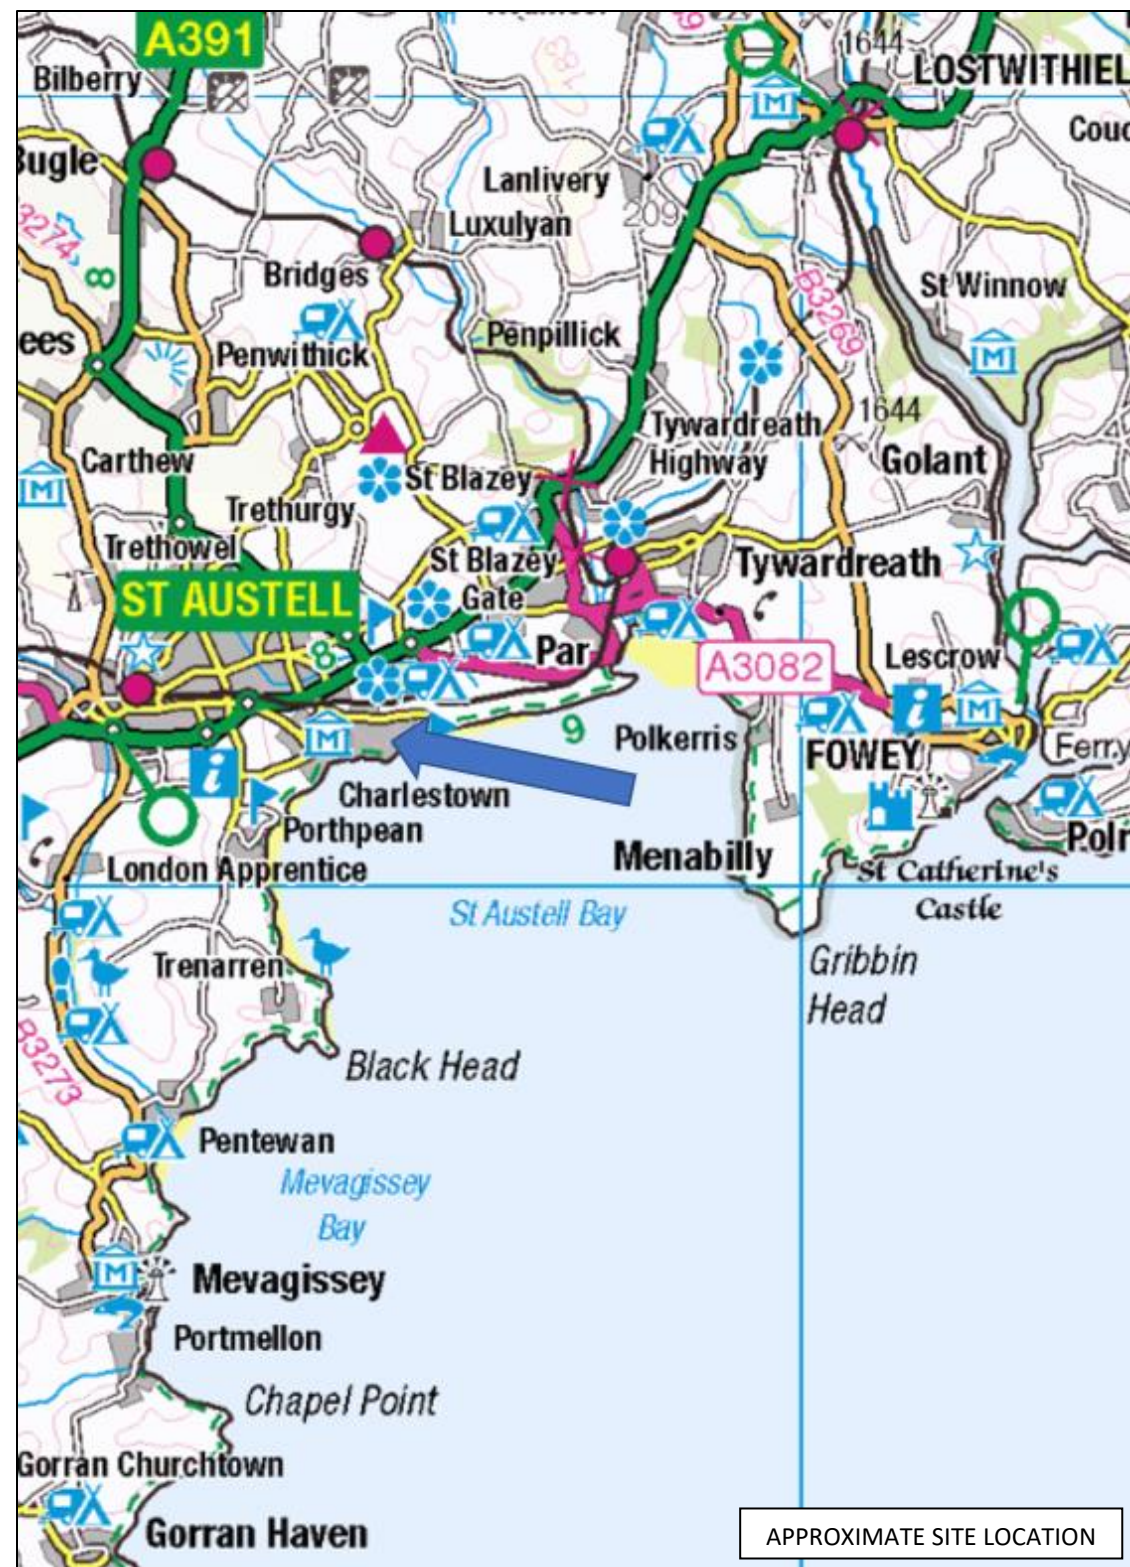 A391
Bilberry
1644
LOSTWITHIEL
Bugle
Lanlivery
209
Luxulyan
B3274
8
Bridges
B3269
St Winnow
Penpillick
Penwithick
1644
Tywardreath
Highway
Carthew
St Blazey
Golant
Trethurgy
Trethowel
St Blazey
Gate
Tywardreath
ST AUSTELL
8
Par
A3082
Lescrow
9
Polkerris
FOWEY
Ferry
Charlestown
Porthpean
London Apprentice
Menabilly
St Catherine's
Castle
St Austell Bay
Gribbin
Head
Trenarren
B3273
Black Head
Pentewan
Mevagissey
Bay
Mevagissey
Portmellon
Chapel Point
Gorran Churchtown
Gorran Haven
APPROXIMATE SITE LOCATION